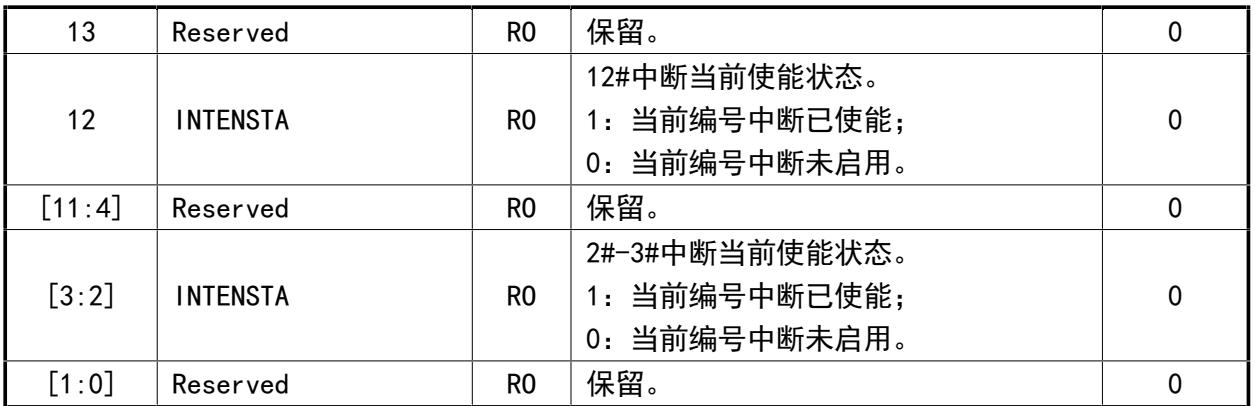 13 Reserved RO 保留。 0
12#中断当前使能状态。
12 INTENSTA RO 1：当前编号中断已使能； 0
0：当前编号中断未启用。
[11:4] Reserved RO 保留。 0
2#-3#中断当前使能状态。
[3:2] INTENSTA RO 1：当前编号中断已使能； 0
0：当前编号中断未启用。
[1:0] Reserved RO 保留。 0